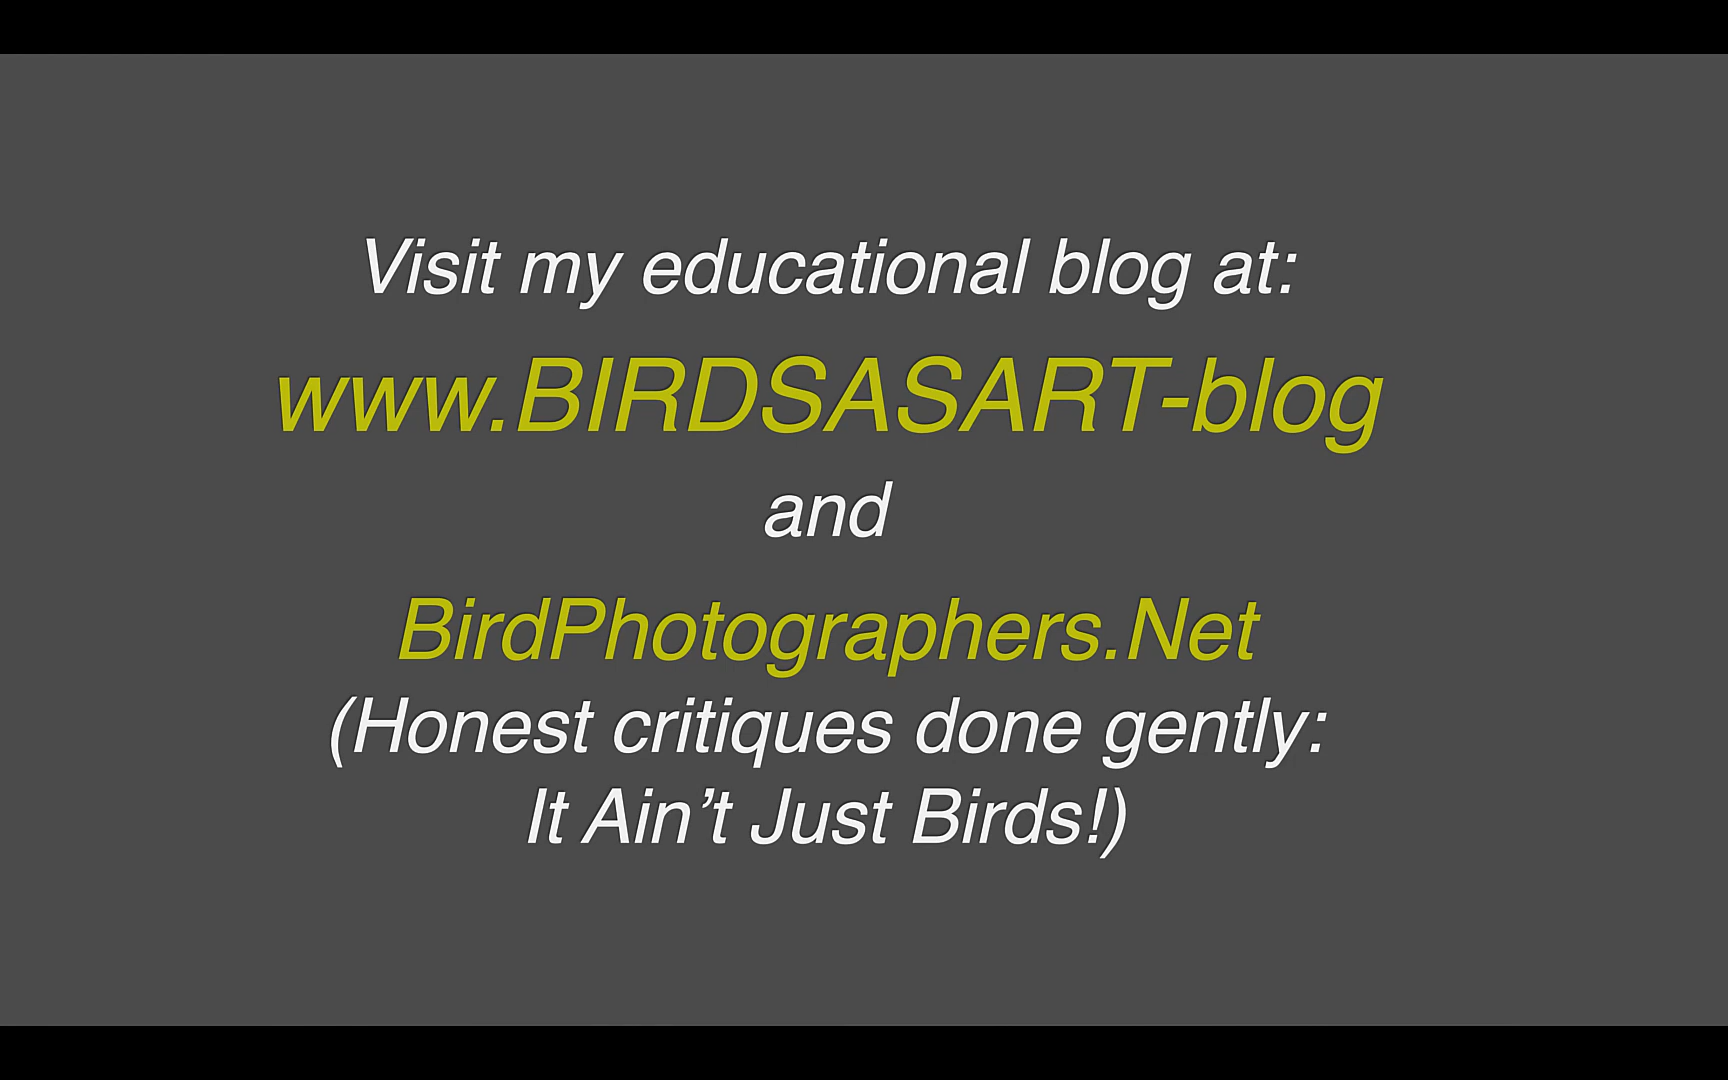 Visit my educational blog at:
www.BIRDSASART-blog
and
BirdPhotographers.Net
(Honest critiques done gently:
It Ain’t Just Birds!)